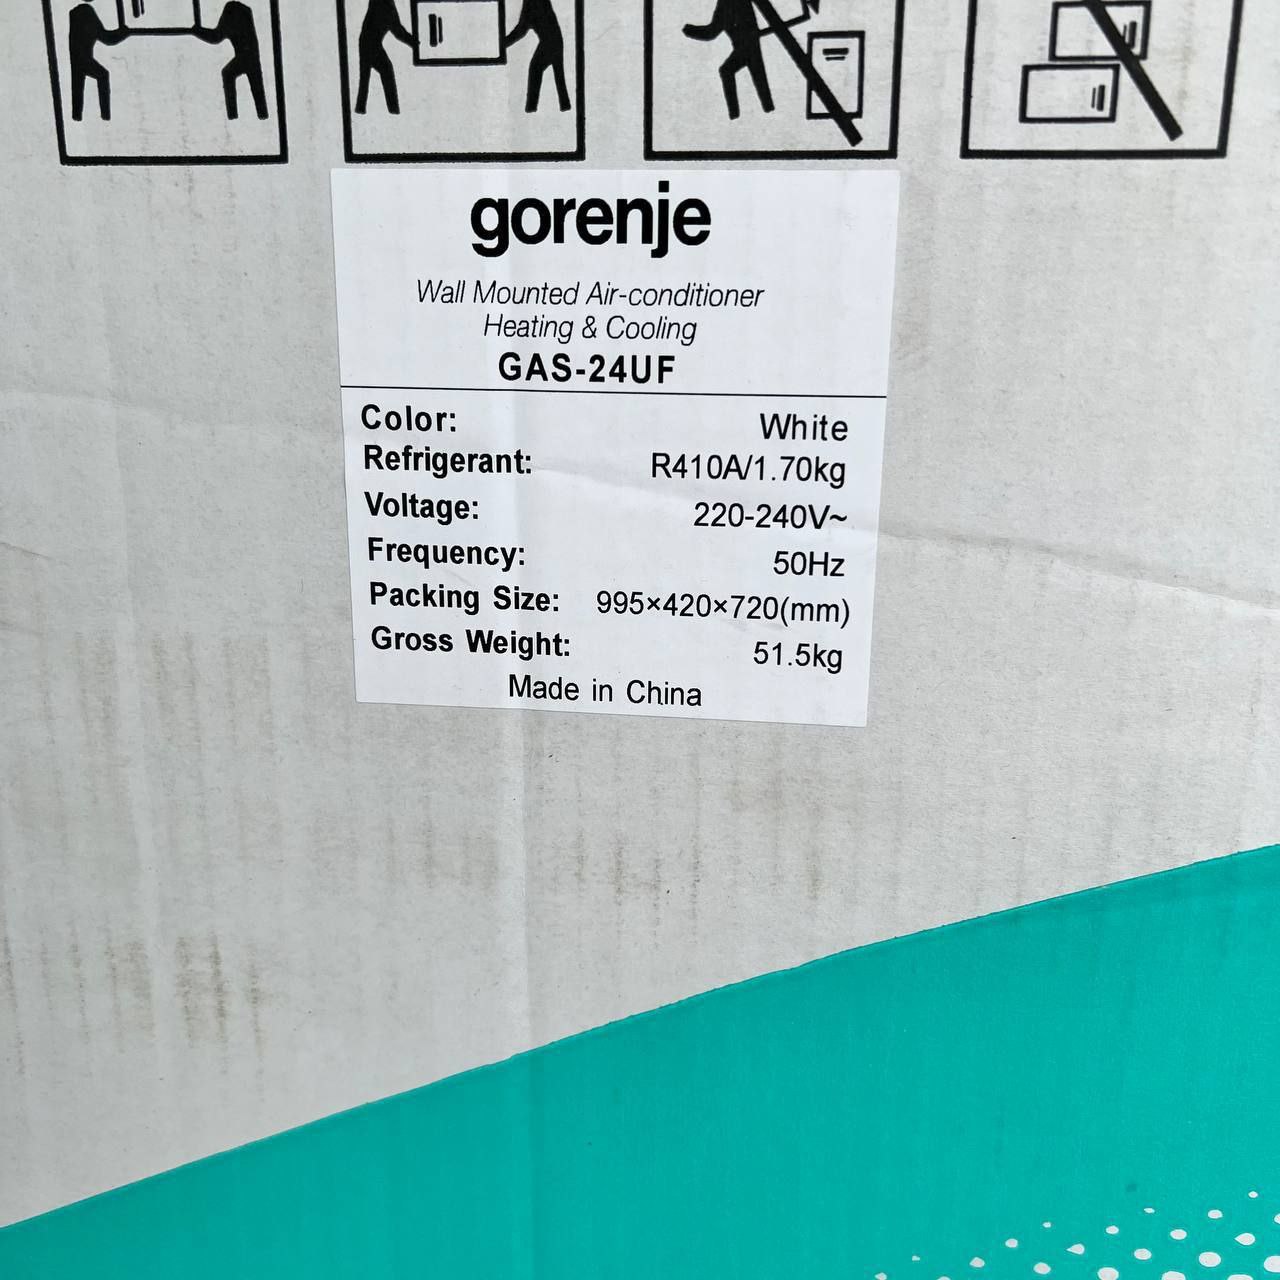 gorenje
Wall Mounted Air-conditioner
Heating & Cooling
GAS-24UF
Color: White
Refrigerant: R410A/1.70kg
Voltage: 220-240V~
Frequency: 50Hz
Packing Size: 995×420×720(mm)
Gross Weight: 51.5kg
Made in China